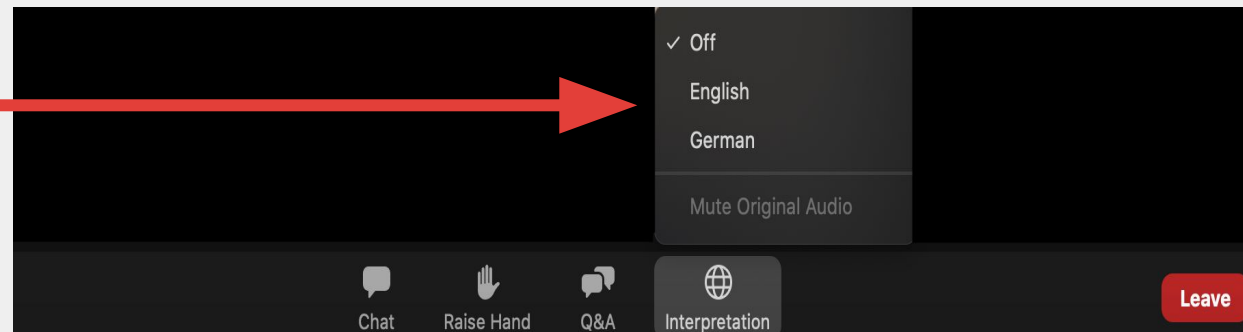 ✓ Off
English
German
Mute Original Audio
Chat
Raise Hand
Q&A
Interpretation
Leave